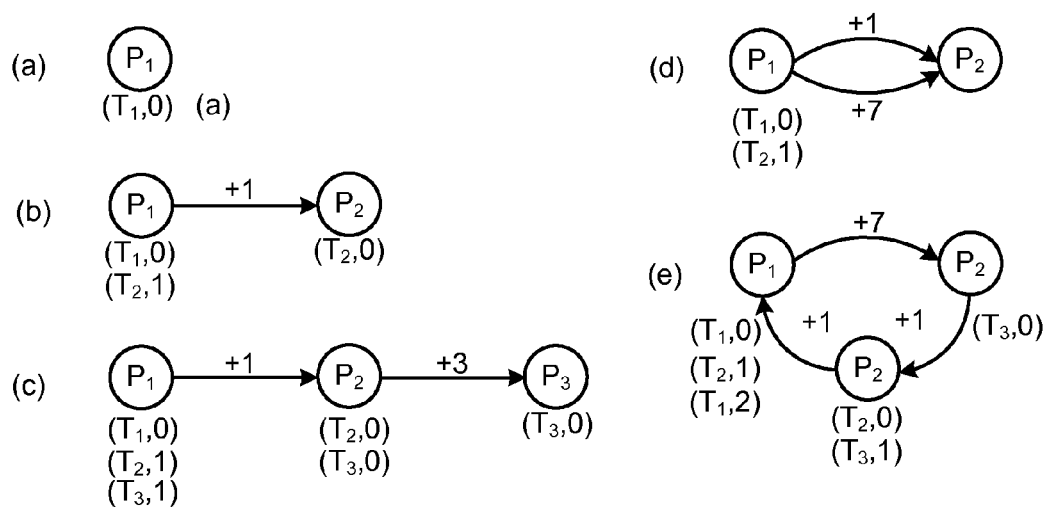 (a) P₁
(T₁,0) (a)
(b) P₁ +1 P₂
(T₁,0) (T₂,0)
(T₂,1)
(c) P₁ +1 P₂ +3 P₃
(T₁,0) (T₂,0) (T₃,0)
(T₂,1) (T₃,0)
(T₃,1)
+1
(d) P₁ P₂
+7
(T₁,0)
(T₂,1)
+7
P₁ P₂
(e)
(T₁,0) +1 +1 (T₃,0)
(T₂,1) P₂
(T₁,2) (T₂,0)
(T₃,1)